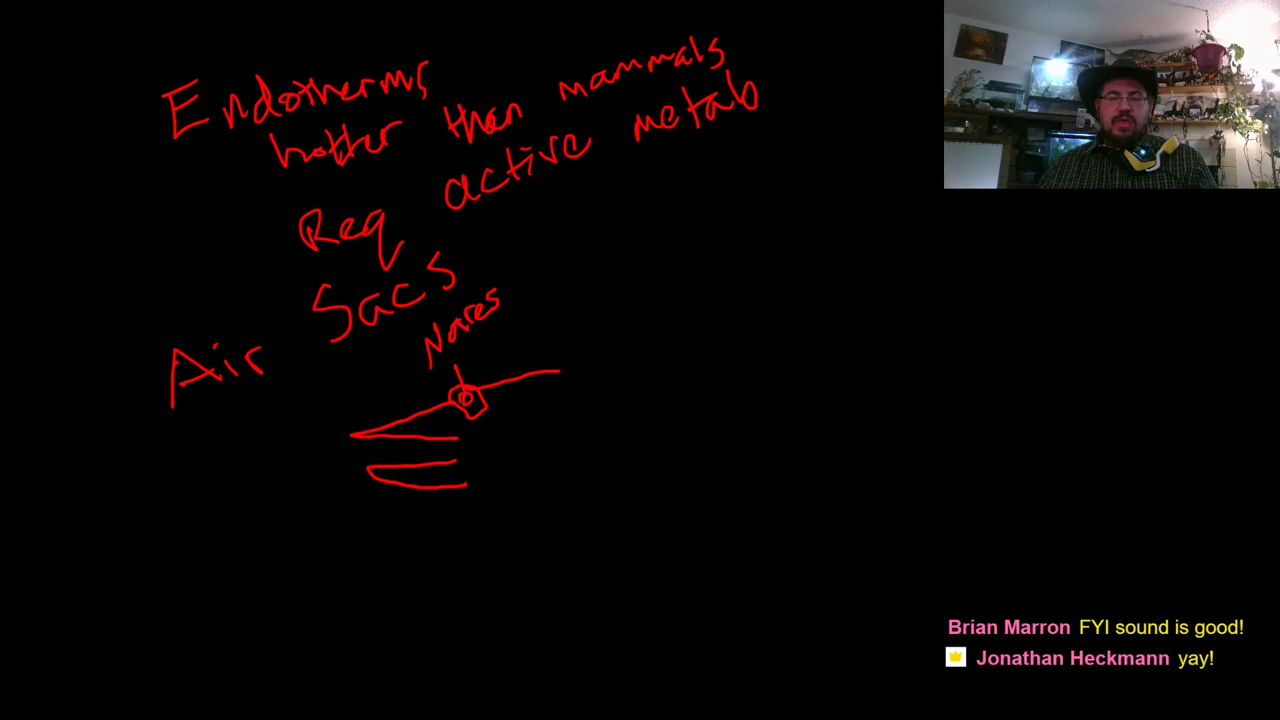 Endotherms
hotter than mammals
Req active metab
Air Sacs
Nares
Brian Marron FYI sound is good!
Jonathan Heckmann yay!